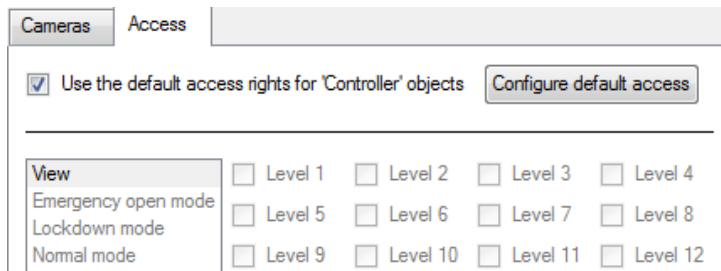 Cameras Access
Use the default access rights for 'Controller' objects Configure default access
View Level 1 Level 2 Level 3 Level 4
Emergency open mode
Lockdown mode Level 5 Level 6 Level 7 Level 8
Normal mode Level 9 Level 10 Level 11 Level 12